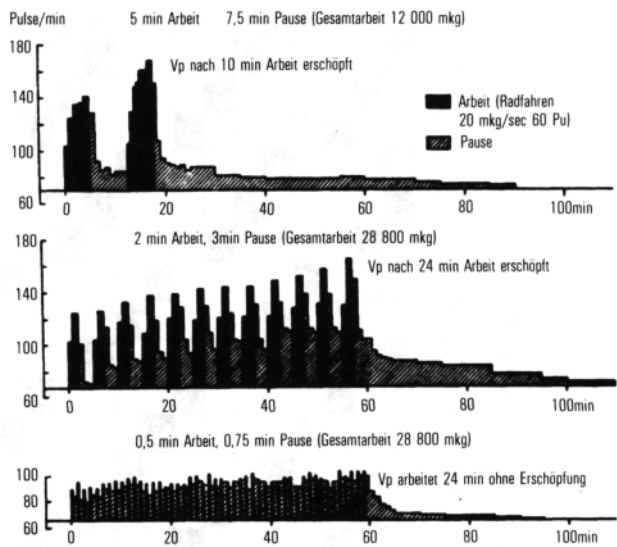 Pulse/min 5 min Arbeit 7,5 min Pause (Gesamtarbeit 12 000 mkg)
180
Vp nach 10 min Arbeit erschöpft
140
Arbeit (Radfahren
20 mkg/sec 60 Pu)
100
Pause
60
0 20 40 60 80 100min
2 min Arbeit, 3min Pause (Gesamtarbeit 28 800 mkg)
180
Vp nach 24 min Arbeit erschöpft
140
100
60
0 20 40 60 80 100min
0,5 min Arbeit, 0,75 min Pause (Gesamtarbeit 28 800 mkg)
100
Vp arbeitet 24 min ohne Erschöpfung
80
60
0 20 40 60 80 100min